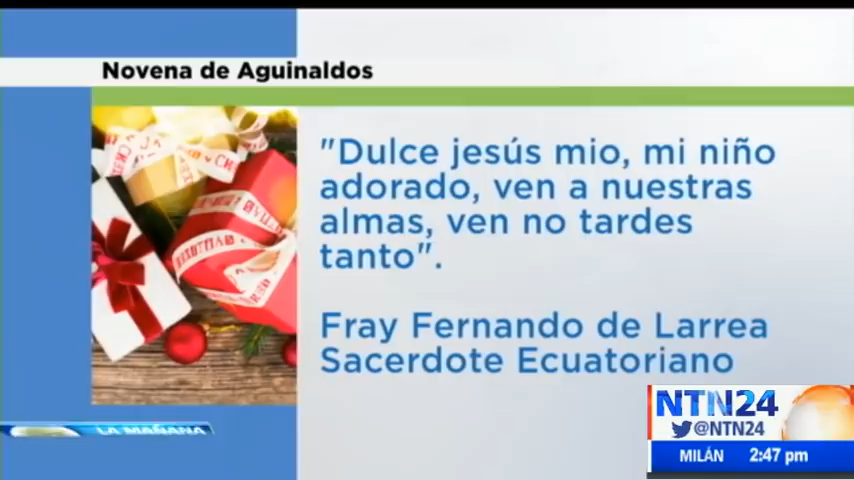 Novena de Aguinaldos
"Dulce jesús mio, mi niño
adorado, ven a nuestras
almas, ven no tardes
tanto".
Fray Fernando de Larrea
Sacerdote Ecuatoriano
LA MAÑANA
NTN24
@NTN24
MILÁN 2:47 pm